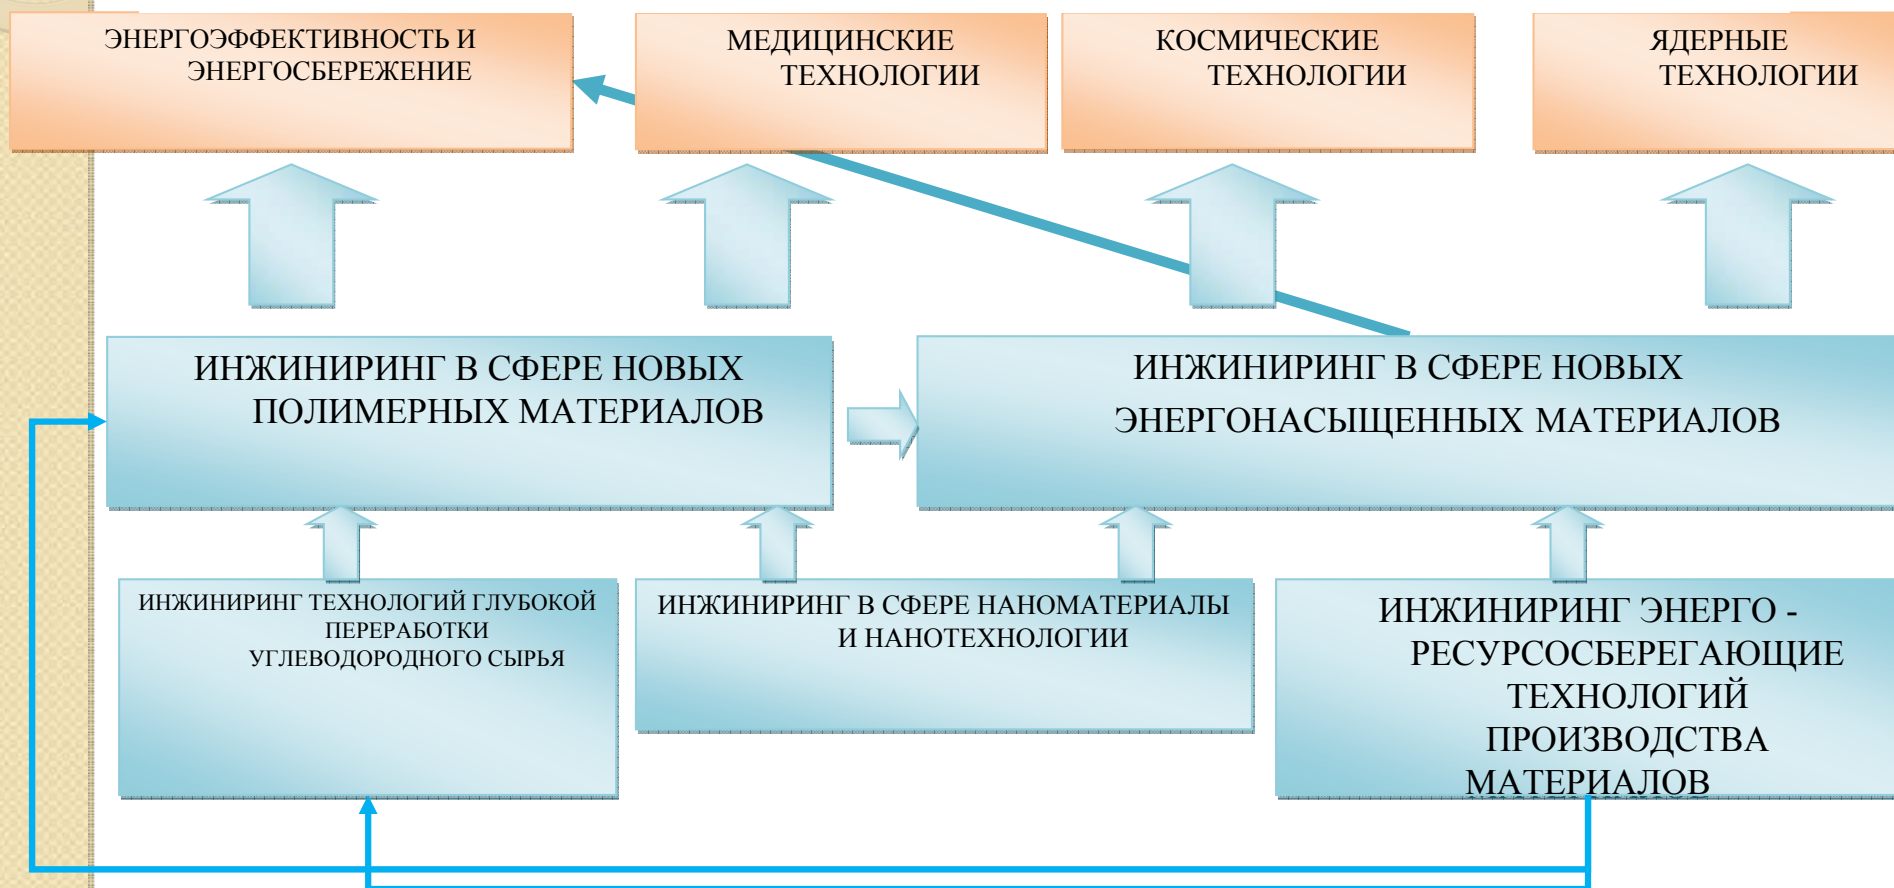 ЭНЕРГОЭФФЕКТИВНОСТЬ И
ЭНЕРГОСБЕРЕЖЕНИЕ
МЕДИЦИНСКИЕ
ТЕХНОЛОГИИ
КОСМИЧЕСКИЕ
ТЕХНОЛОГИИ
ЯДЕРНЫЕ
ТЕХНОЛОГИИ
ИНЖИНИРИНГ В СФЕРЕ НОВЫХ
ПОЛИМЕРНЫХ МАТЕРИАЛОВ
ИНЖИНИРИНГ В СФЕРЕ НОВЫХ
ЭНЕРГОНАСЫЩЕННЫХ МАТЕРИАЛОВ
ИНЖИНИРИНГ ТЕХНОЛОГИЙ ГЛУБОКОЙ
ПЕРЕРАБОТКИ
УГЛЕВОДОРОДНОГО СЫРЬЯ
ИНЖИНИРИНГ В СФЕРЕ НАНОМАТЕРИАЛЫ
И НАНОТЕХНОЛОГИИ
ИНЖИНИРИНГ ЭНЕРГО -
РЕСУРСОСБЕРЕГАЮЩИЕ
ТЕХНОЛОГИЙ
ПРОИЗВОДСТВА
МАТЕРИАЛОВ